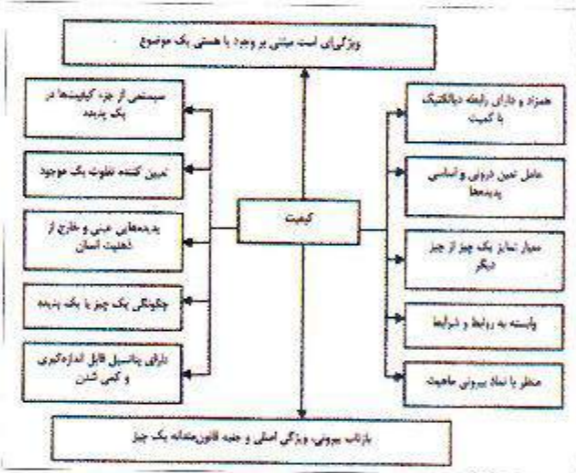 ویژگی‌ای است مبتنی بر وجود یا هستی یک موضوع
همزاد و دارای رابطه دیالکتیک
با کمیت
عامل تعین درونی و اساسی
پدیده‌ها
معیار تمایز یک چیز از چیز
دیگر
وابسته به روابط و شرایط
منظر یا نماد بیرونی ماهیت
کیفیت
سیستمی از جزء کیفیت‌ها در
یک پدیده
تعیین کننده تفاوت یک موجود
پدیده‌هایی عینی و خارج از
ذهنیت انسان
چگونگی یک چیز یا یک پدیده
دارای پتانسیل قابل اندازه‌گیری
و کمی شدن
بازتاب بیرونی، ویژگی اصلی و جنبه قانون‌مندانه یک چیز